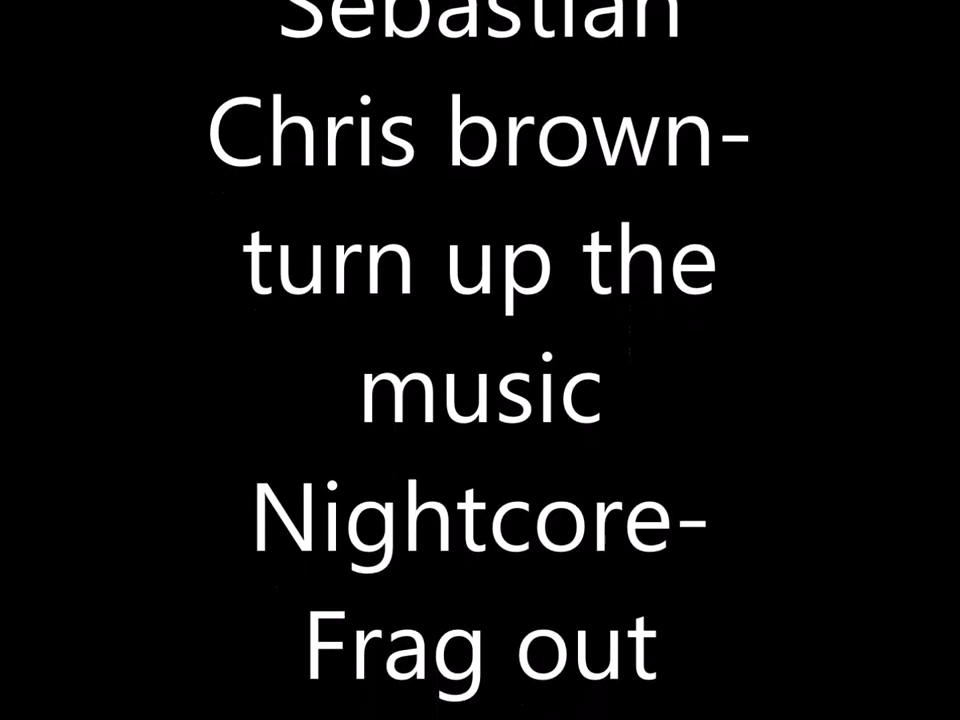 Sebastian
Chris brown-
turn up the
music
Nightcore-
Frag out